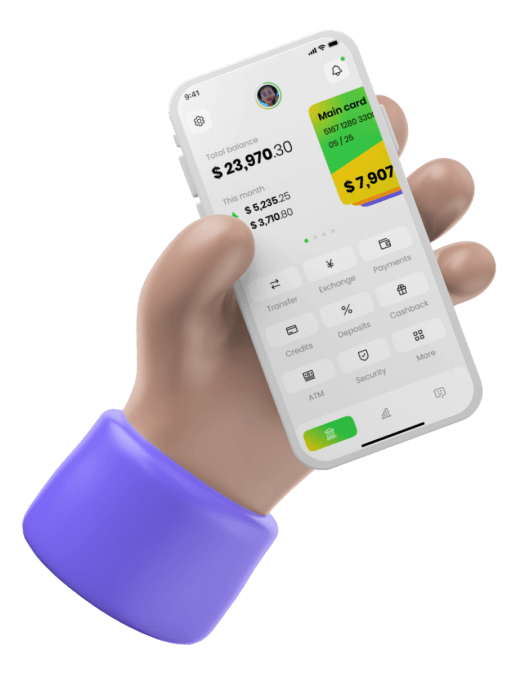 9:41
Total balance
$ 23,970.30
This month
$ 5,235.25
$ 3,710.80
Main card
5167 1280 330
05 / 25
$ 7,907
Transfer
Exchange
Payments
Credits
Deposits
Cashback
ATM
Security
More